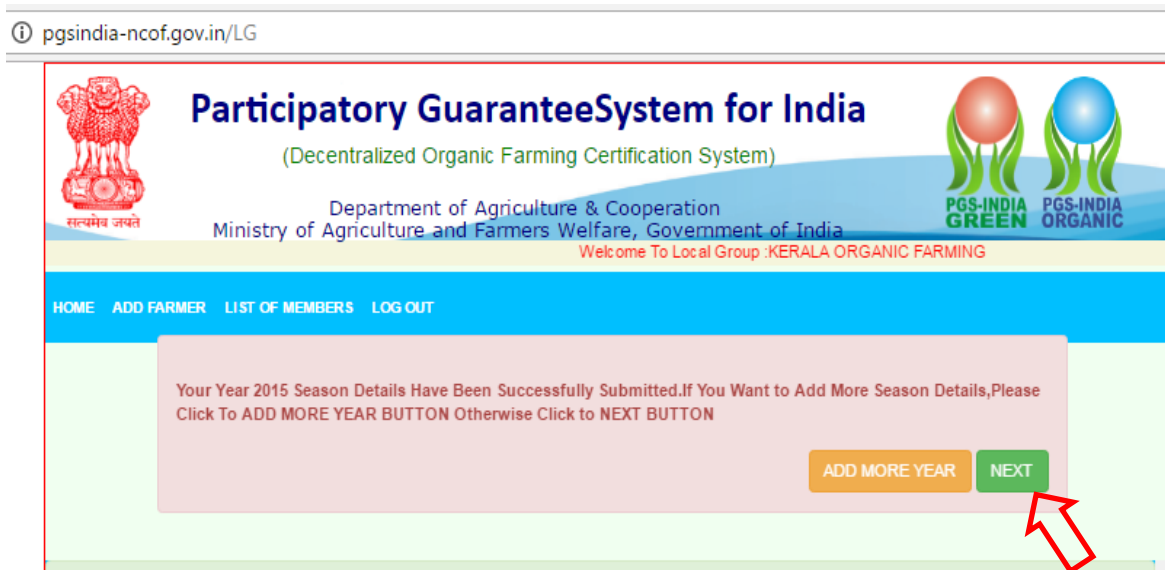 pgsindia-ncof.gov.in/LG
Participatory GuaranteeSystem for India
(Decentralized Organic Farming Certification System)
Department of Agriculture & Cooperation
Ministry of Agriculture and Farmers Welfare, Government of India
सत्यमेव जयते
PGS-INDIA GREEN
PGS-INDIA ORGANIC
Welcome To Local Group :KERALA ORGANIC FARMING
HOME ADD FARMER LIST OF MEMBERS LOG OUT
Your Year 2015 Season Details Have Been Successfully Submitted.If You Want to Add More Season Details,Please
Click To ADD MORE YEAR BUTTON Otherwise Click to NEXT BUTTON
ADD MORE YEAR NEXT